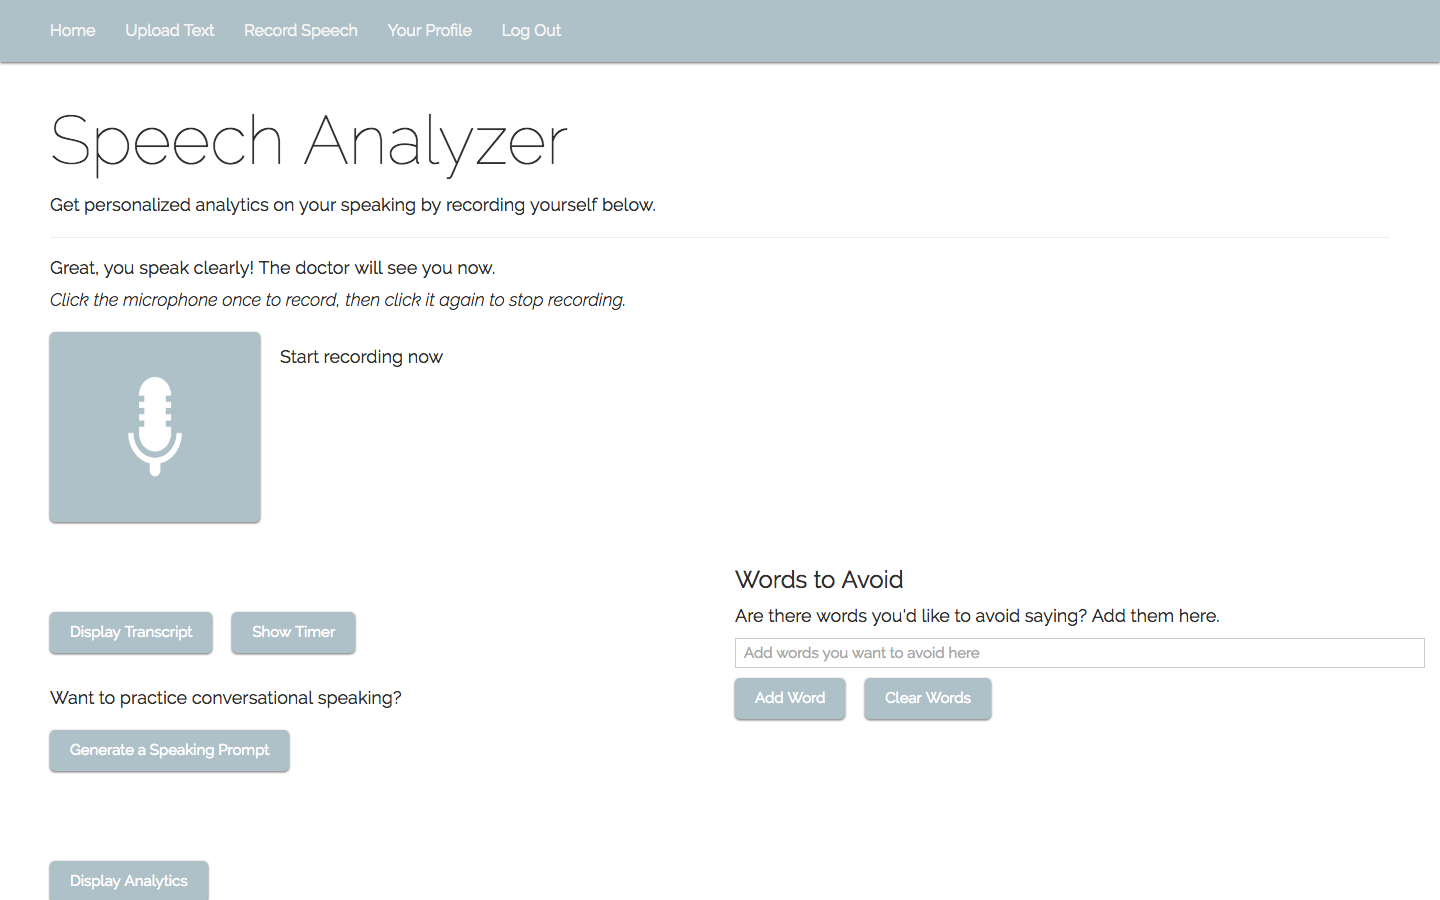 Home Upload Text Record Speech Your Profile Log Out
Speech Analyzer
Get personalized analytics on your speaking by recording yourself below.
Great, you speak clearly! The doctor will see you now.
Click the microphone once to record, then click it again to stop recording.
Start recording now
Display Transcript Show Timer
Want to practice conversational speaking?
Generate a Speaking Prompt
Words to Avoid
Are there words you'd like to avoid saying? Add them here.
Add words you want to avoid here
Add Word Clear Words
Display Analytics